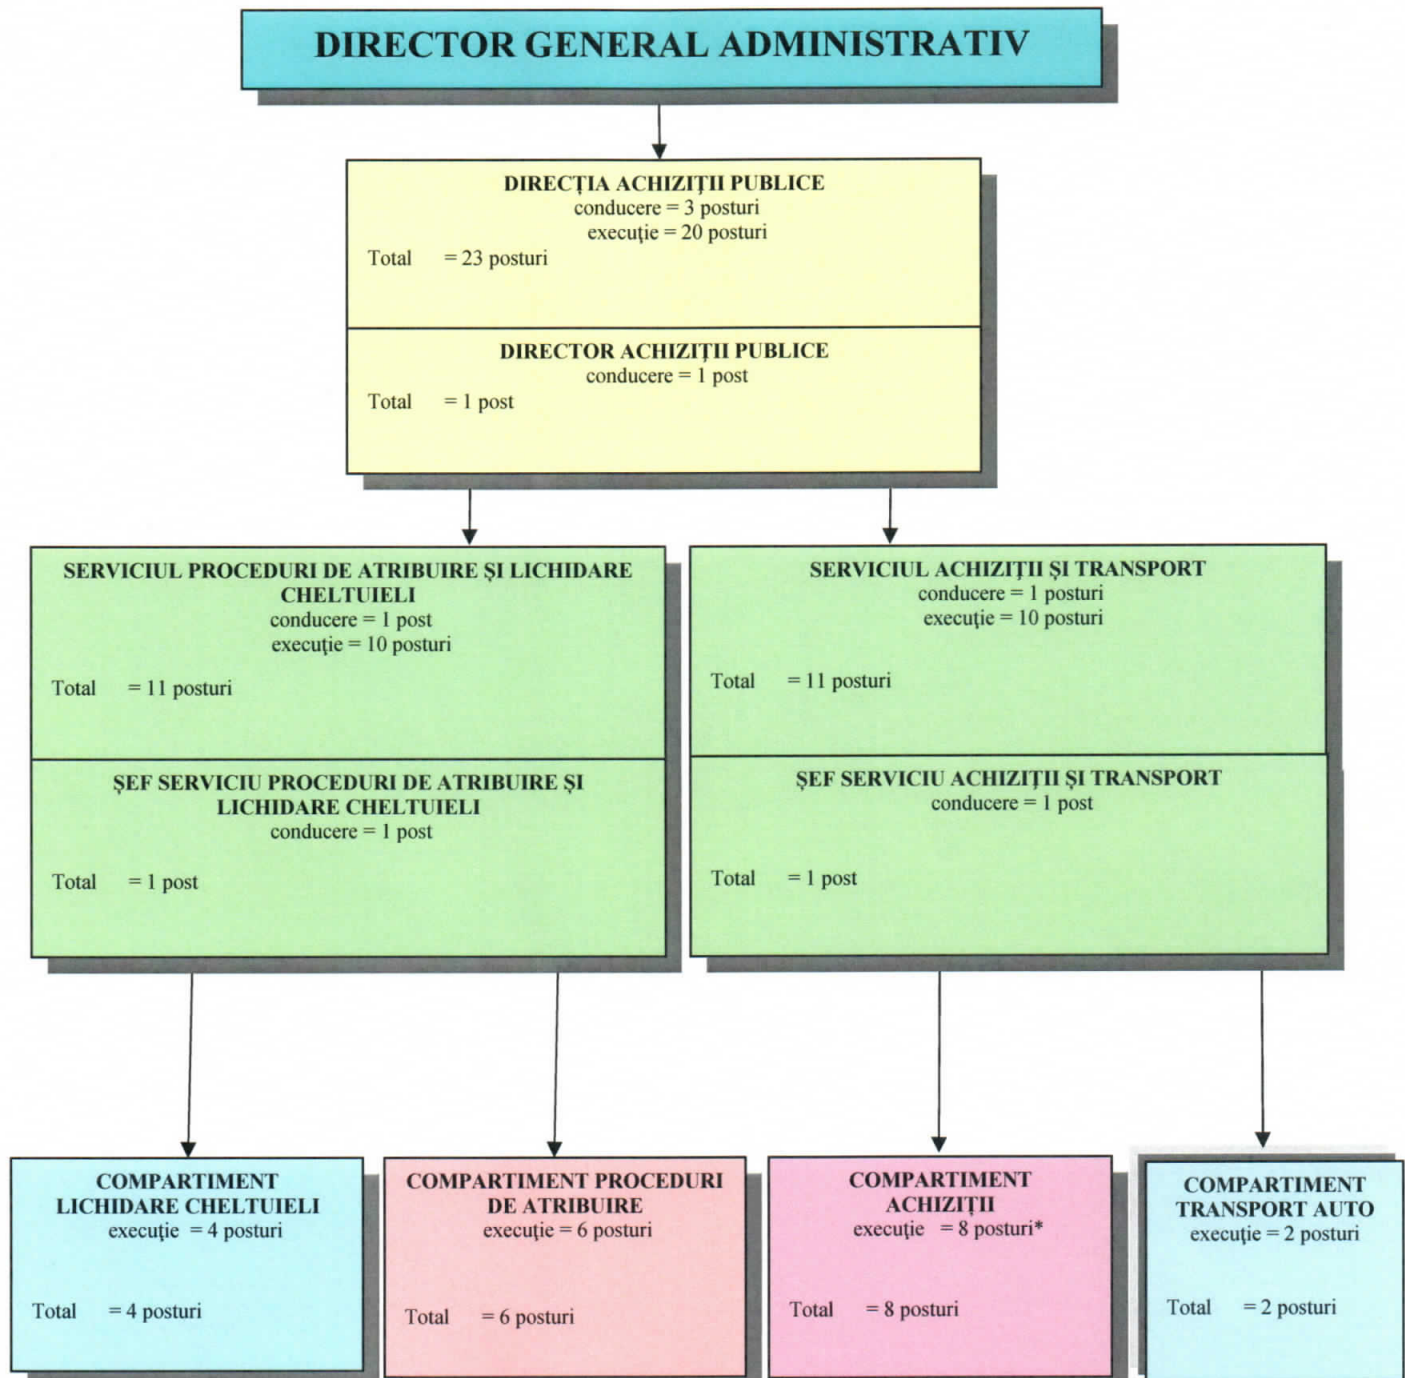 DIRECTOR GENERAL ADMINISTRATIV
DIRECȚIA ACHIZIȚII PUBLICE
conducere = 3 posturi
execuție = 20 posturi
Total = 23 posturi
DIRECTOR ACHIZIȚII PUBLICE
conducere = 1 post
Total = 1 post
SERVICIUL PROCEDURI DE ATRIBUIRE ȘI LICHIDARE
CHELTUIELI
conducere = 1 post
execuție = 10 posturi
Total = 11 posturi
ȘEF SERVICIU PROCEDURI DE ATRIBUIRE ȘI
LICHIDARE CHELTUIELI
conducere = 1 post
Total = 1 post
SERVICIUL ACHIZIȚII ȘI TRANSPORT
conducere = 1 posturi
execuție = 10 posturi
Total = 11 posturi
ȘEF SERVICIU ACHIZIȚII ȘI TRANSPORT
conducere = 1 post
Total = 1 post
COMPARTIMENT
LICHIDARE CHELTUIELI
execuție = 4 posturi
Total = 4 posturi
COMPARTIMENT PROCEDURI
DE ATRIBUIRE
execuție = 6 posturi
Total = 6 posturi
COMPARTIMENT
ACHIZIȚII
execuție = 8 posturi*
Total = 8 posturi
COMPARTIMENT
TRANSPORT AUTO
execuție = 2 posturi
Total = 2 posturi